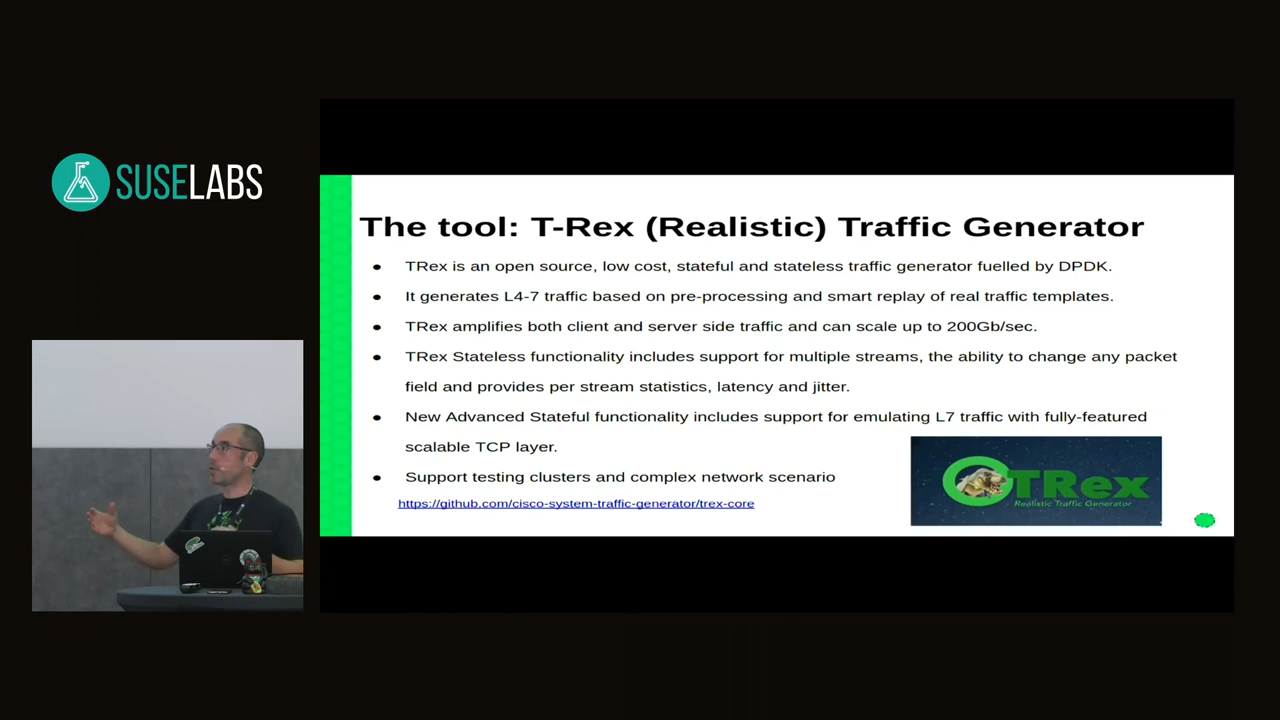 SUSELABS
The tool: T-Rex (Realistic) Traffic Generator
TRex is an open source, low cost, stateful and stateless traffic generator fuelled by DPDK.
It generates L4-7 traffic based on pre-processing and smart replay of real traffic templates.
TRex amplifies both client and server side traffic and can scale up to 200Gb/sec.
TRex Stateless functionality includes support for multiple streams, the ability to change any packet
field and provides per stream statistics, latency and jitter.
New Advanced Stateful functionality includes support for emulating L7 traffic with fully-featured
scalable TCP layer.
Support testing clusters and complex network scenario
https://github.com/cisco-system-traffic-generator/trex-core
TRex
Realistic Traffic Generator